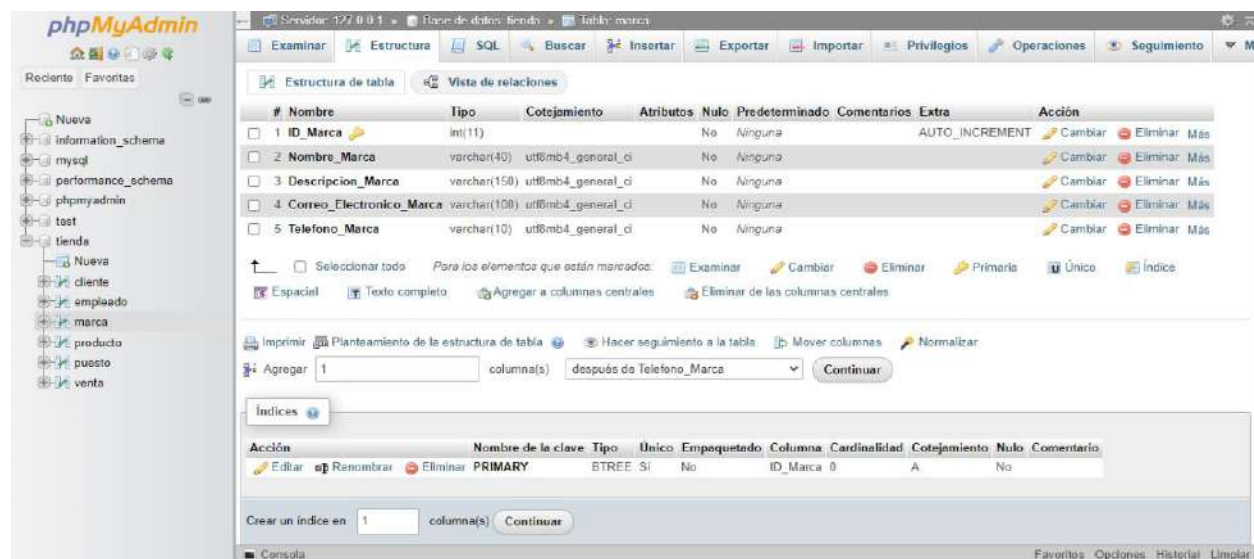 phpMyAdmin
Reciente Favoritas
Nueva
information_schema
mysql
performance_schema
phpmyadmin
test
tienda
Nueva
cliente
empleado
marca
producto
puesto
venta
Servidor: 127.0.0.1 » Base de datos: tienda » Tabla: marca
Examinar Estructura SQL Buscar Insertar Exportar Importar Privilegios Operaciones Seguimiento M
Estructura de tabla Vista de relaciones
# Nombre Tipo Cotejamiento Atributos Nulo Predeterminado Comentarios Extra Acción
1 ID_Marca int(11) No Ninguna AUTO_INCREMENT Cambiar Eliminar Más
2 Nombre_Marca varchar(40) utf8mb4_general_ci No Ninguna Cambiar Eliminar Más
3 Descripcion_Marca varchar(150) utf8mb4_general_ci No Ninguna Cambiar Eliminar Más
4 Correo_Electronico_Marca varchar(100) utf8mb4_general_ci No Ninguna Cambiar Eliminar Más
5 Telefono_Marca varchar(10) utf8mb4_general_ci No Ninguna Cambiar Eliminar Más
Seleccionar todo Para los elementos que están marcados: Examinar Cambiar Eliminar Primaria Único Índice
Espacial Texto completo Agregar a columnas centrales Eliminar de las columnas centrales
Imprimir Planteamiento de la estructura de tabla Hacer seguimiento a la tabla Mover columnas Normalizar
Agregar 1 columna(s) después de Telefono_Marca Continuar
Índices
Acción Nombre de la clave Tipo Único Empaquetado Columna Cardinalidad Cotejamiento Nulo Comentario
Editar Renombrar Eliminar PRIMARY BTREE Sí No ID_Marca 0 A No
Crear un índice en 1 columna(s) Continuar
Consola Favoritos Opciones Historial Limpiar